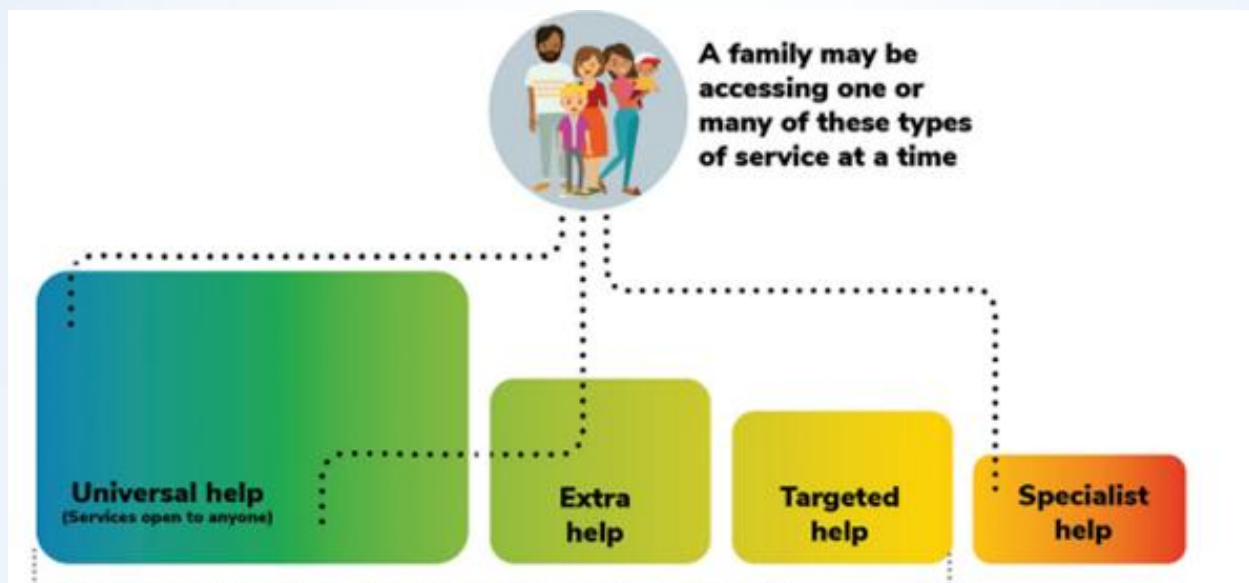 A family may be
accessing one or
many of these types
of service at a time
Universal help
(Services open to anyone)
Extra
help
Targeted
help
Specialist
help